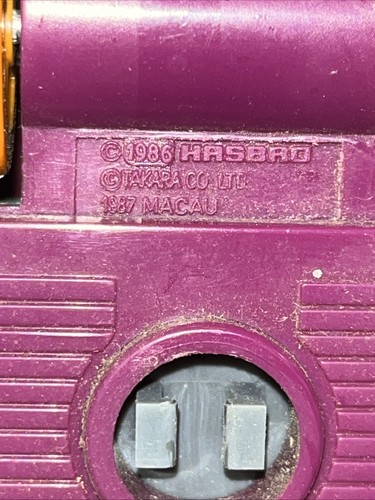 ©1986 HASBRO
©TAKARA CO., LTD.
1987 MACAU